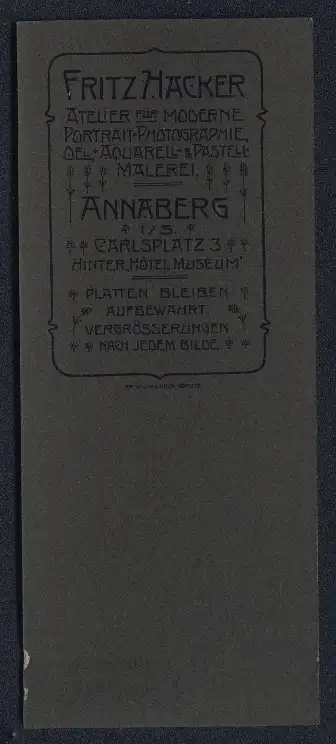 FRITZ HACKER
ATELIER FÜR MODERNE
PORTRAIT-PHOTOGRAPHIE,
OEL-, AQUARELL- & PASTELL-
MALEREI.
ANNABERG
I/S.
CARLSPLATZ 3
HINTER „HÔTEL MUSEUM"
PLATTEN BLEIBEN
AUFBEWAHRT.
VERGRÖSSERUNGEN
NACH JEDEM BILDE.